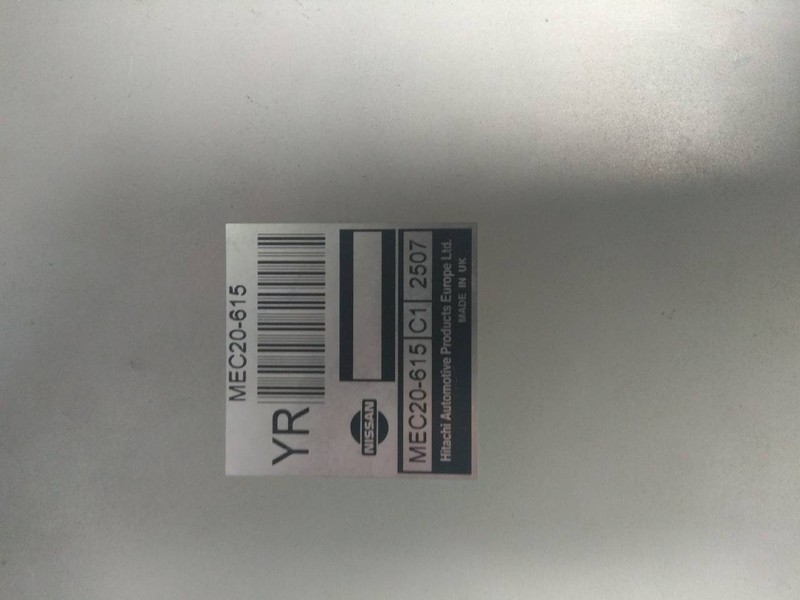 MEC20-615
YR
NISSAN
MEC20-615 C1 2507
Hitachi Automotive Products Europe Ltd.
MADE IN UK